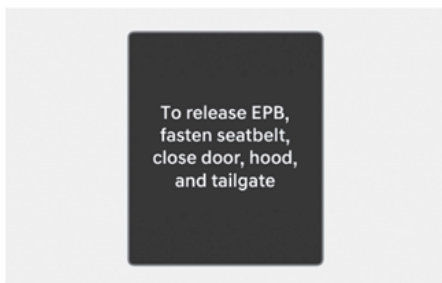 To release EPB,
fasten seatbelt,
close door, hood,
and tailgate